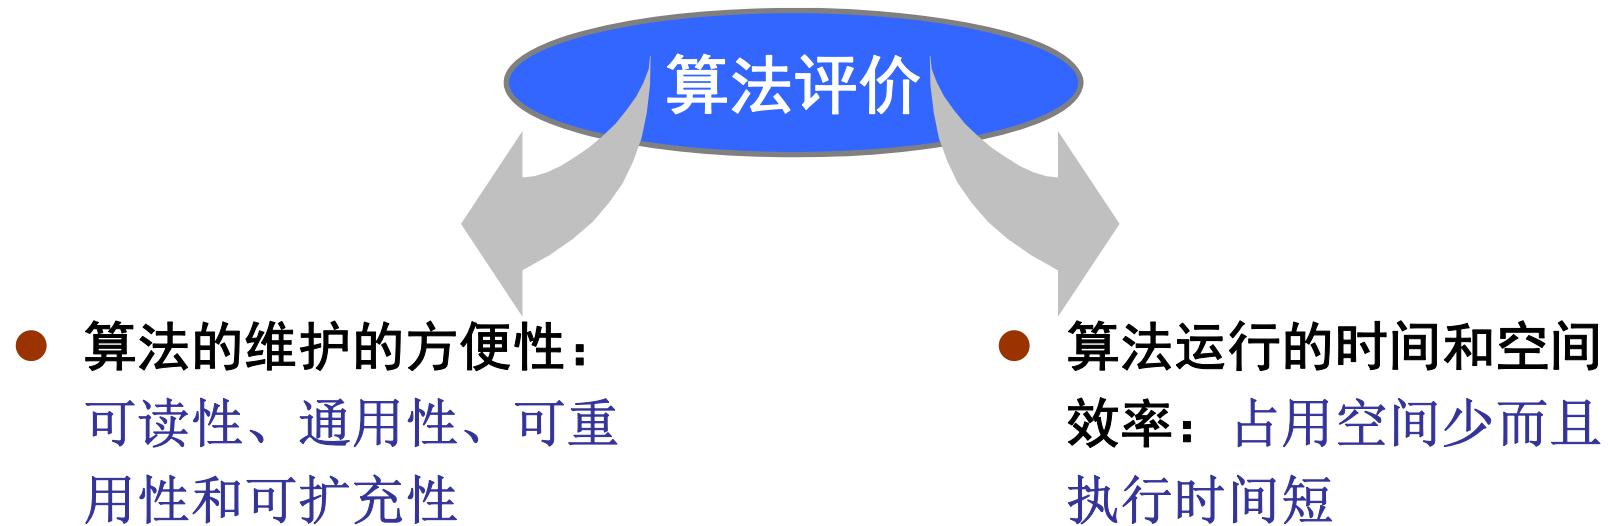 算法评价
算法的维护的方便性：
可读性、通用性、可重
用性和可扩充性
算法运行的时间和空间
效率：占用空间少而且
执行时间短